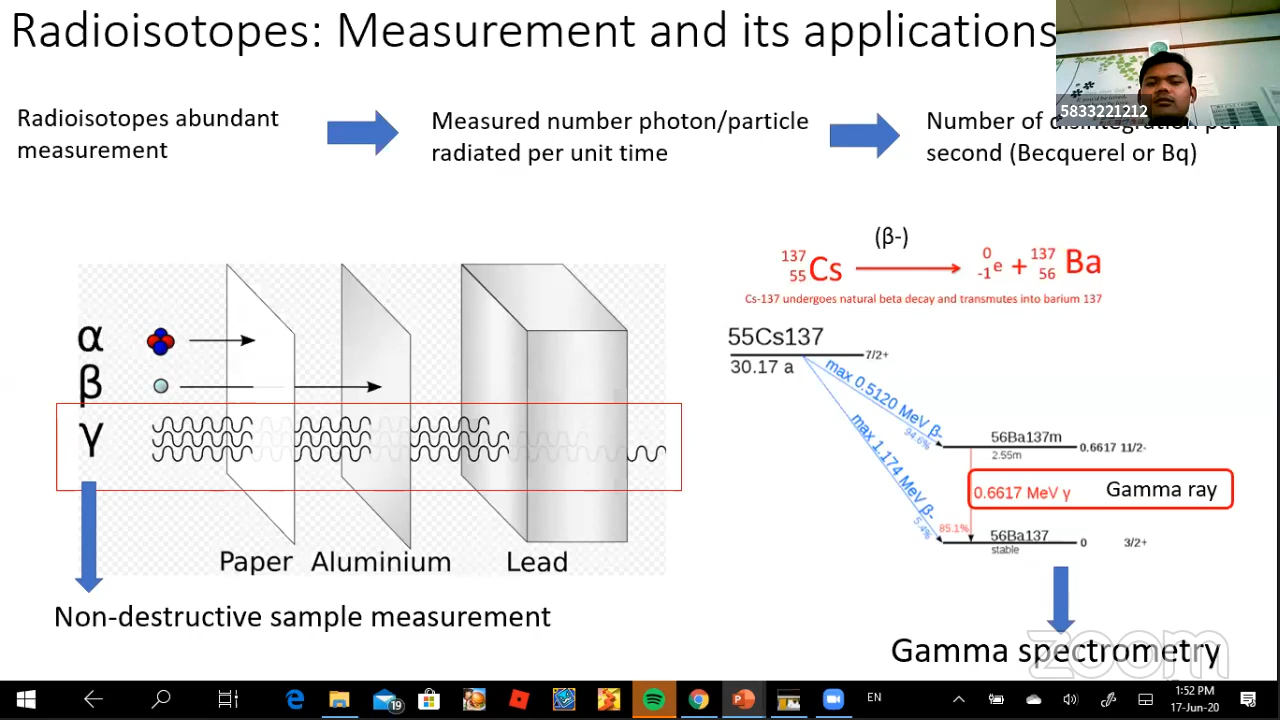 Radioisotopes: Measurement and its applications
5833221212
Radioisotopes abundant
measurement
Measured number photon/particle
radiated per unit time
Number of disintegration per
second (Becquerel or Bq)
(β-)
137
55
Cs
0
-1
e
+
137
56
Ba
Cs-137 undergoes natural beta decay and transmutes into barium 137
α
β
γ
Paper
Aluminium
Lead
Non-destructive sample measurement
55Cs137
7/2+
30.17 a
max 0.5120 MeV β-
94.6%
max 1.174 MeV β-
5.4%
56Ba137m
2.55m
0.6617 11/2-
0.6617 MeV γ
Gamma ray
85.1%
56Ba137
stable
0
3/2+
Gamma spectrometry
zoom
19
EN
1:52 PM
17-Jun-20